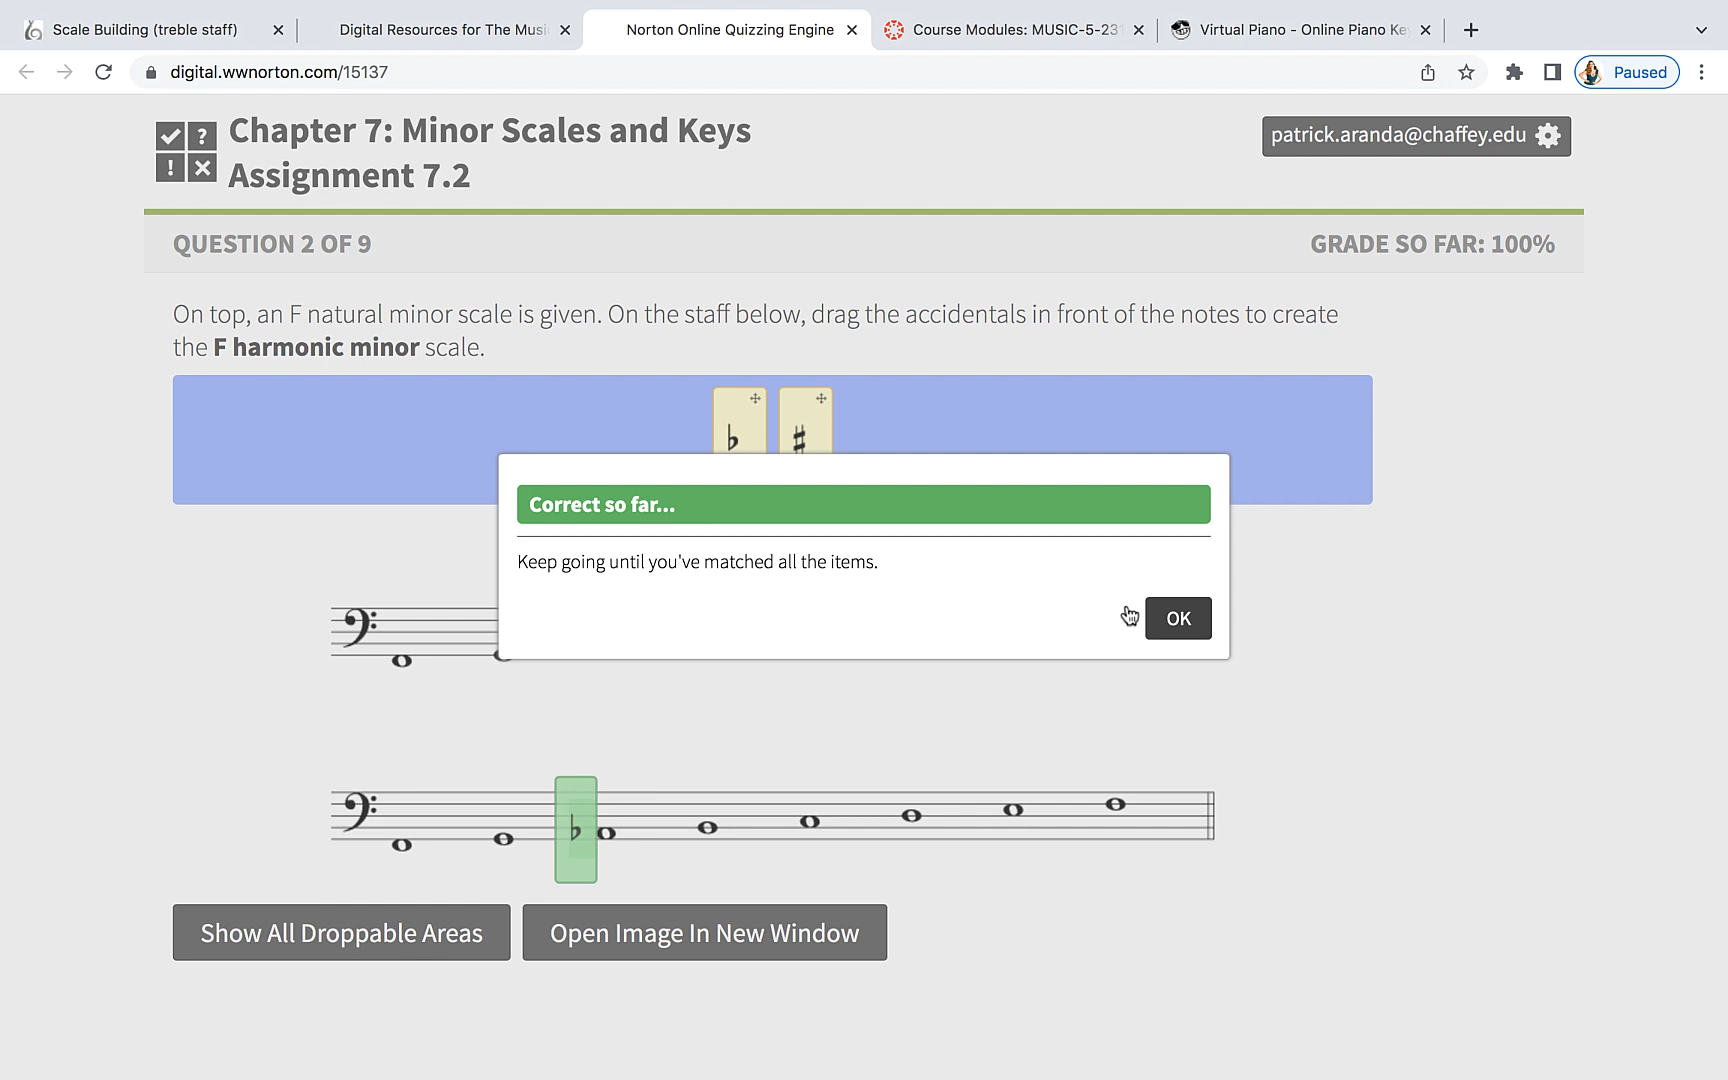 Scale Building (treble staff)
Digital Resources for The Musi
Norton Online Quizzing Engine
Course Modules: MUSIC-5-231
Virtual Piano - Online Piano Ke
digital.wwnorton.com/15137
Paused
Chapter 7: Minor Scales and Keys
Assignment 7.2
patrick.aranda@chaffey.edu
QUESTION 2 OF 9
GRADE SO FAR: 100%
On top, an F natural minor scale is given. On the staff below, drag the accidentals in front of the notes to create
the F harmonic minor scale.
Correct so far...
Keep going until you've matched all the items.
OK
Show All Droppable Areas
Open Image In New Window